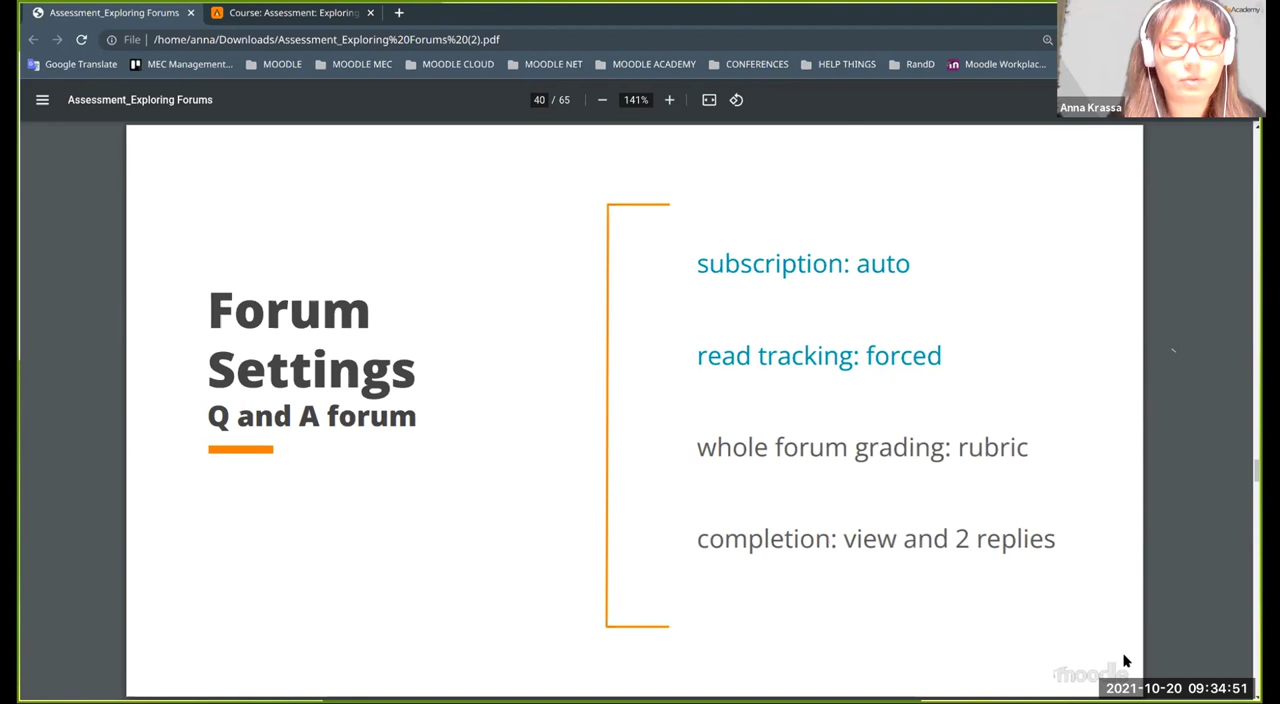 Assessment_Exploring Forums
Course: Assessment: Exploring
File
/home/anna/Downloads/Assessment_Exploring%20Forums%20(2).pdf
Google Translate
MEC Management...
MOODLE
MOODLE MEC
MOODLE CLOUD
MOODLE NET
MOODLE ACADEMY
CONFERENCES
HELP THINGS
RandD
Moodle Workplac...
Anna Krassa
Assessment_Exploring Forums
40 / 65
141%
Forum
Settings
Q and A forum
subscription: auto
read tracking: forced
whole forum grading: rubric
completion: view and 2 replies
moodle
2021-10-20 09:34:51